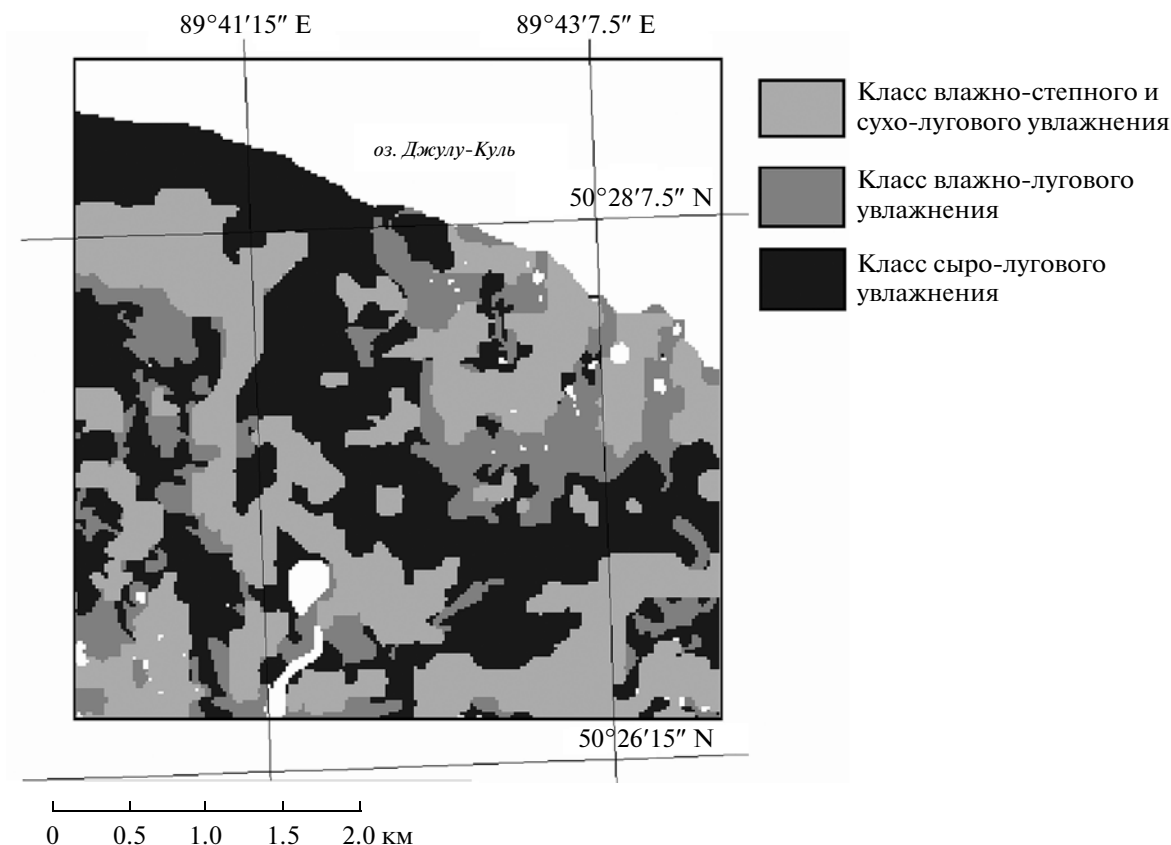 89°41′15″ E
89°43′7.5″ E
Класс влажно-степного и
сухо-лугового увлажнения
оз. Джулу-Куль
50°28′7.5″ N
Класс влажно-лугового
увлажнения
Класс сыро-лугового
увлажнения
50°26′15″ N
0 0.5 1.0 1.5 2.0 км